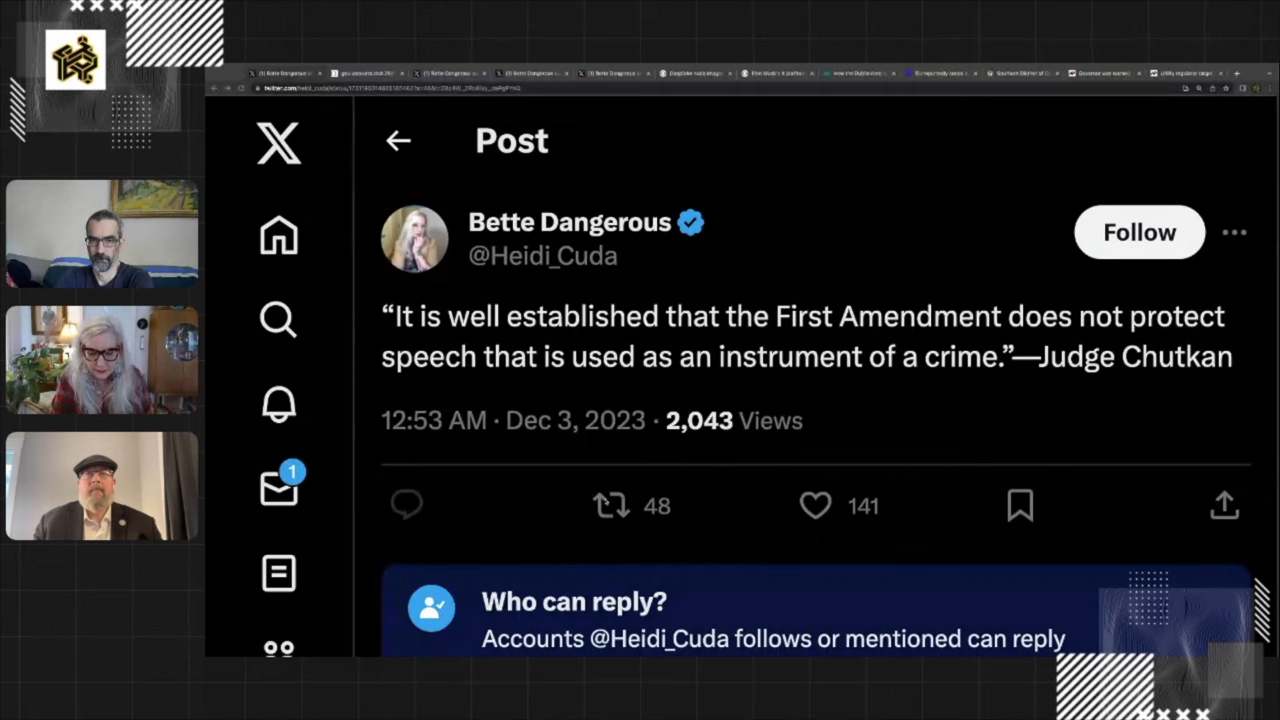 Post
Bette Dangerous
@Heidi_Cuda
Follow
“It is well established that the First Amendment does not protect
speech that is used as an instrument of a crime.”—Judge Chutkan
12:53 AM · Dec 3, 2023 · 2,043 Views
1
48
141
Who can reply?
Accounts @Heidi_Cuda follows or mentioned can reply